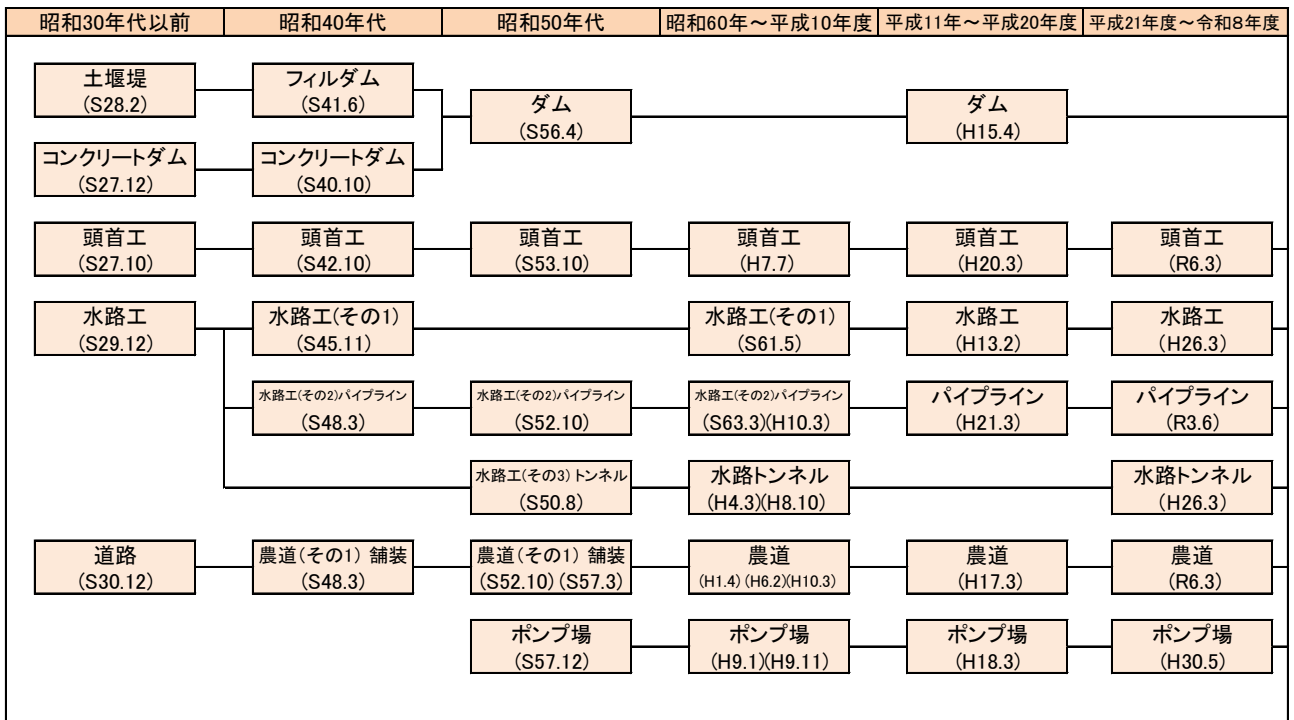 昭和30年代以前
昭和40年代
昭和50年代
昭和60年～平成10年度
平成11年～平成20年度
平成21年度～令和8年度
土堰堤
(S28.2)
フィルダム
(S41.6)
ダム
(S56.4)
ダム
(H15.4)
コンクリートダム
(S27.12)
コンクリートダム
(S40.10)
頭首工
(S27.10)
頭首工
(S42.10)
頭首工
(S53.10)
頭首工
(H7.7)
頭首工
(H20.3)
頭首工
(R6.3)
水路工
(S29.12)
水路工(その1)
(S45.11)
水路工(その1)
(S61.5)
水路工
(H13.2)
水路工
(H26.3)
水路工(その2)パイプライン
(S48.3)
水路工(その2)パイプライン
(S52.10)
水路工(その2)パイプライン
(S63.3)(H10.3)
パイプライン
(H21.3)
パイプライン
(R3.6)
水路工(その3)トンネル
(S50.8)
水路トンネル
(H4.3)(H8.10)
水路トンネル
(H26.3)
道路
(S30.12)
農道(その1) 舗装
(S48.3)
農道(その1) 舗装
(S52.10)(S57.3)
農道
(H1.4)(H6.2)(H10.3)
農道
(H17.3)
農道
(R6.3)
ポンプ場
(S57.12)
ポンプ場
(H9.1)(H9.11)
ポンプ場
(H18.3)
ポンプ場
(H30.5)